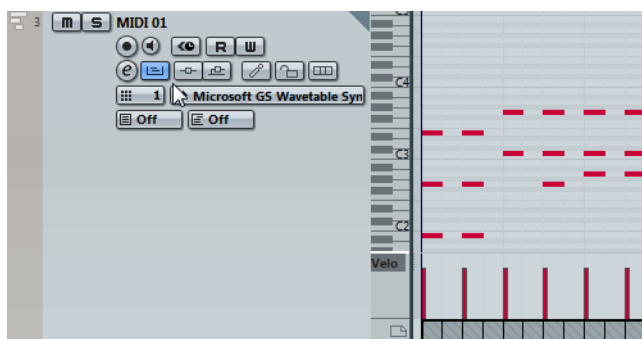 3 M S MIDI 01
R W
e
1 Microsoft GS Wavetable Syn
Off Off
C4
C3
C2
Velo